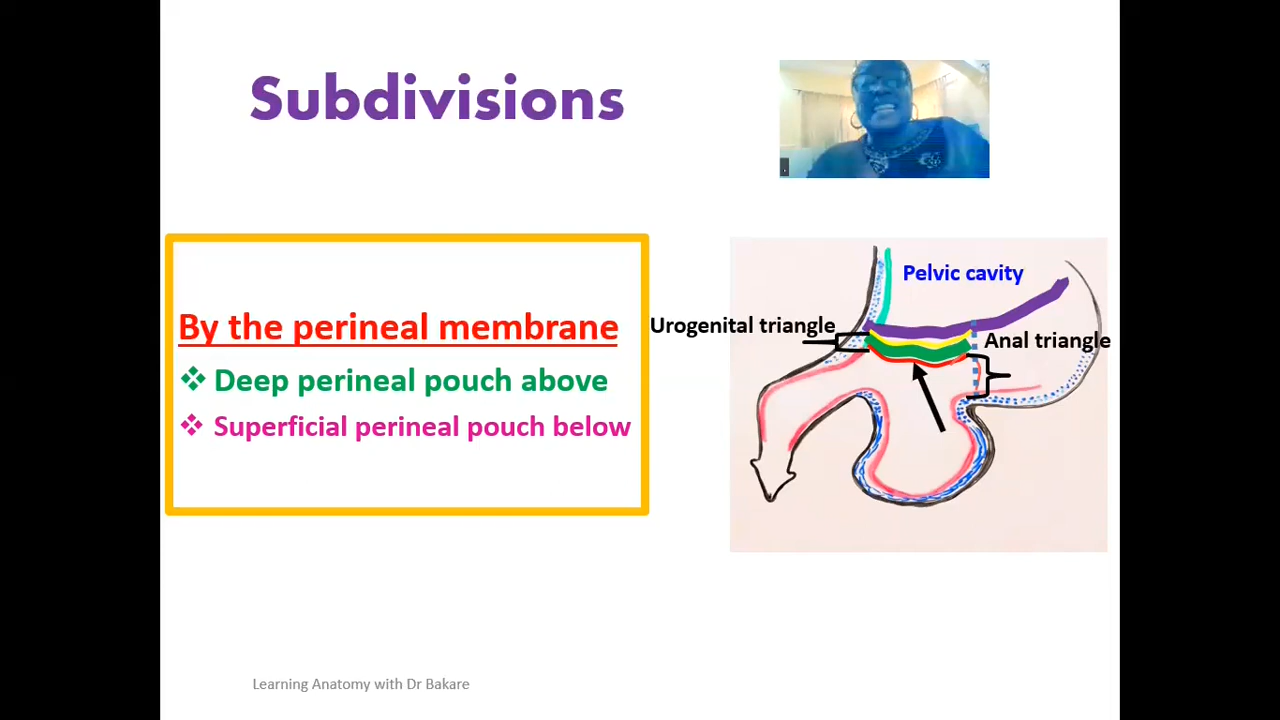 Subdivisions
By the perineal membrane
Deep perineal pouch above
Superficial perineal pouch below
Pelvic cavity
Urogenital triangle
Anal triangle
Learning Anatomy with Dr Bakare